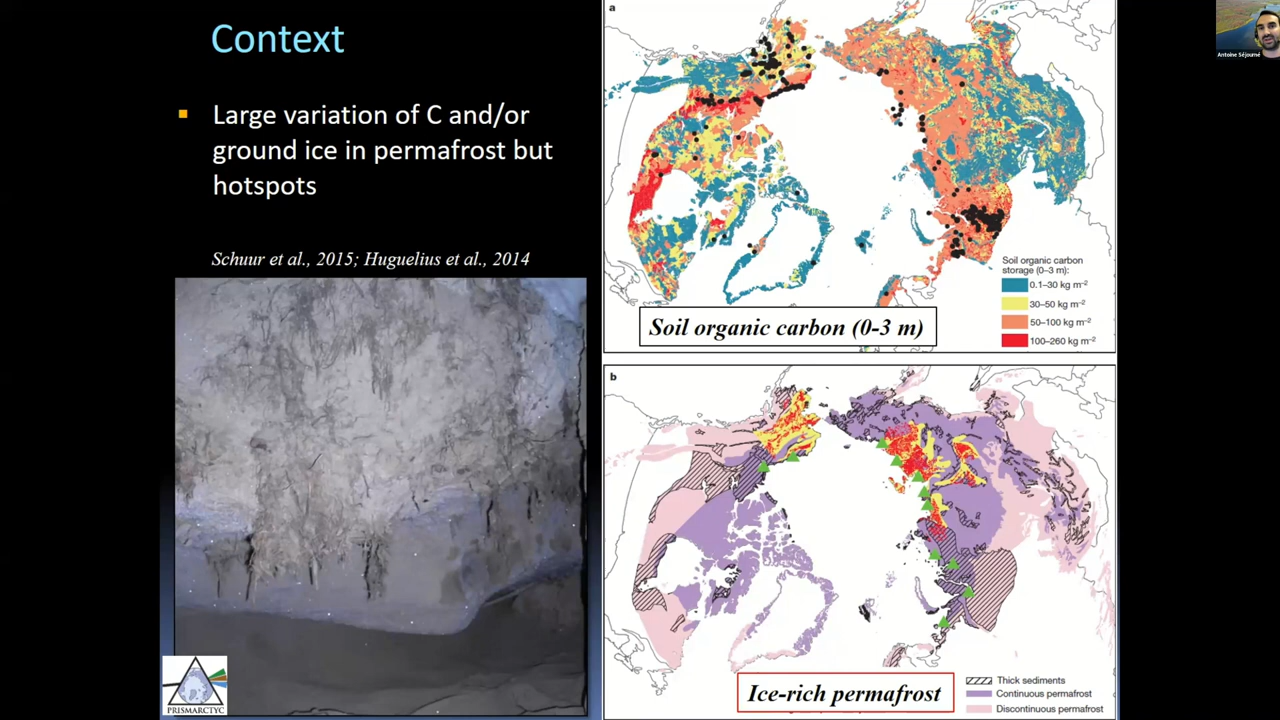 Context
Large variation of C and/or
ground ice in permafrost but
hotspots
Schuur et al., 2015; Huguelius et al., 2014
PRISMARCTYC
a
Soil organic carbon
storage (0–3 m):
0.1–30 kg m⁻²
30–50 kg m⁻²
50–100 kg m⁻²
100–260 kg m⁻²
Soil organic carbon (0-3 m)
b
Ice-rich permafrost
Thick sediments
Continuous permafrost
Discontinuous permafrost
Antoine Séjourné